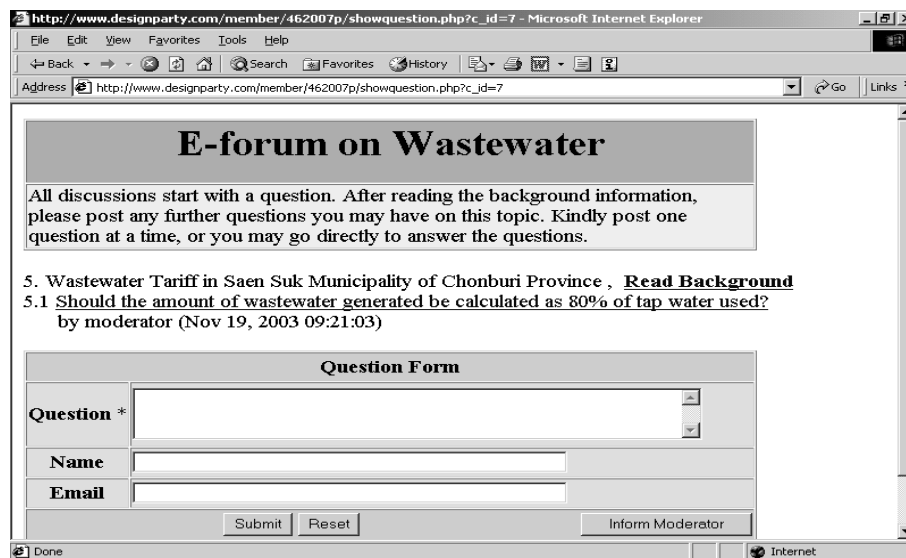 http://www.designparty.com/member/462007p/showquestion.php?c_id=7 - Microsoft Internet Explorer
File Edit View Favorites Tools Help
Back Search Favorites History
Address http://www.designparty.com/member/462007p/showquestion.php?c_id=7 Go Links
E-forum on Wastewater
All discussions start with a question. After reading the background information,
please post any further questions you may have on this topic. Kindly post one
question at a time, or you may go directly to answer the questions.
5. Wastewater Tariff in Saen Suk Municipality of Chonburi Province , Read Background
5.1 Should the amount of wastewater generated be calculated as 80% of tap water used?
by moderator (Nov 19, 2003 09:21:03)
Question Form
Question *
Name
Email
Submit Reset Inform Moderator
Done Internet